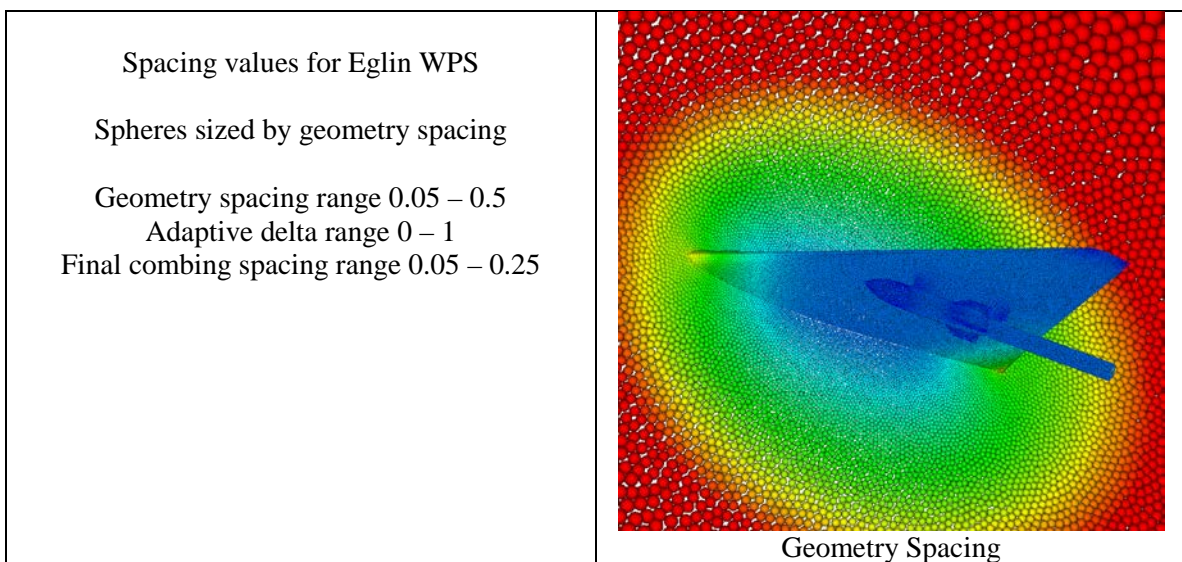 Spacing values for Eglin WPS
Spheres sized by geometry spacing
Geometry spacing range 0.05 – 0.5
Adaptive delta range 0 – 1
Final combing spacing range 0.05 – 0.25
Geometry Spacing